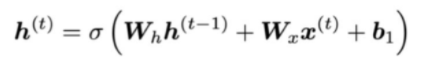 h^{(t)} = σ(W_h h^{(t−1)} + W_x x^{(t)} + b_1)